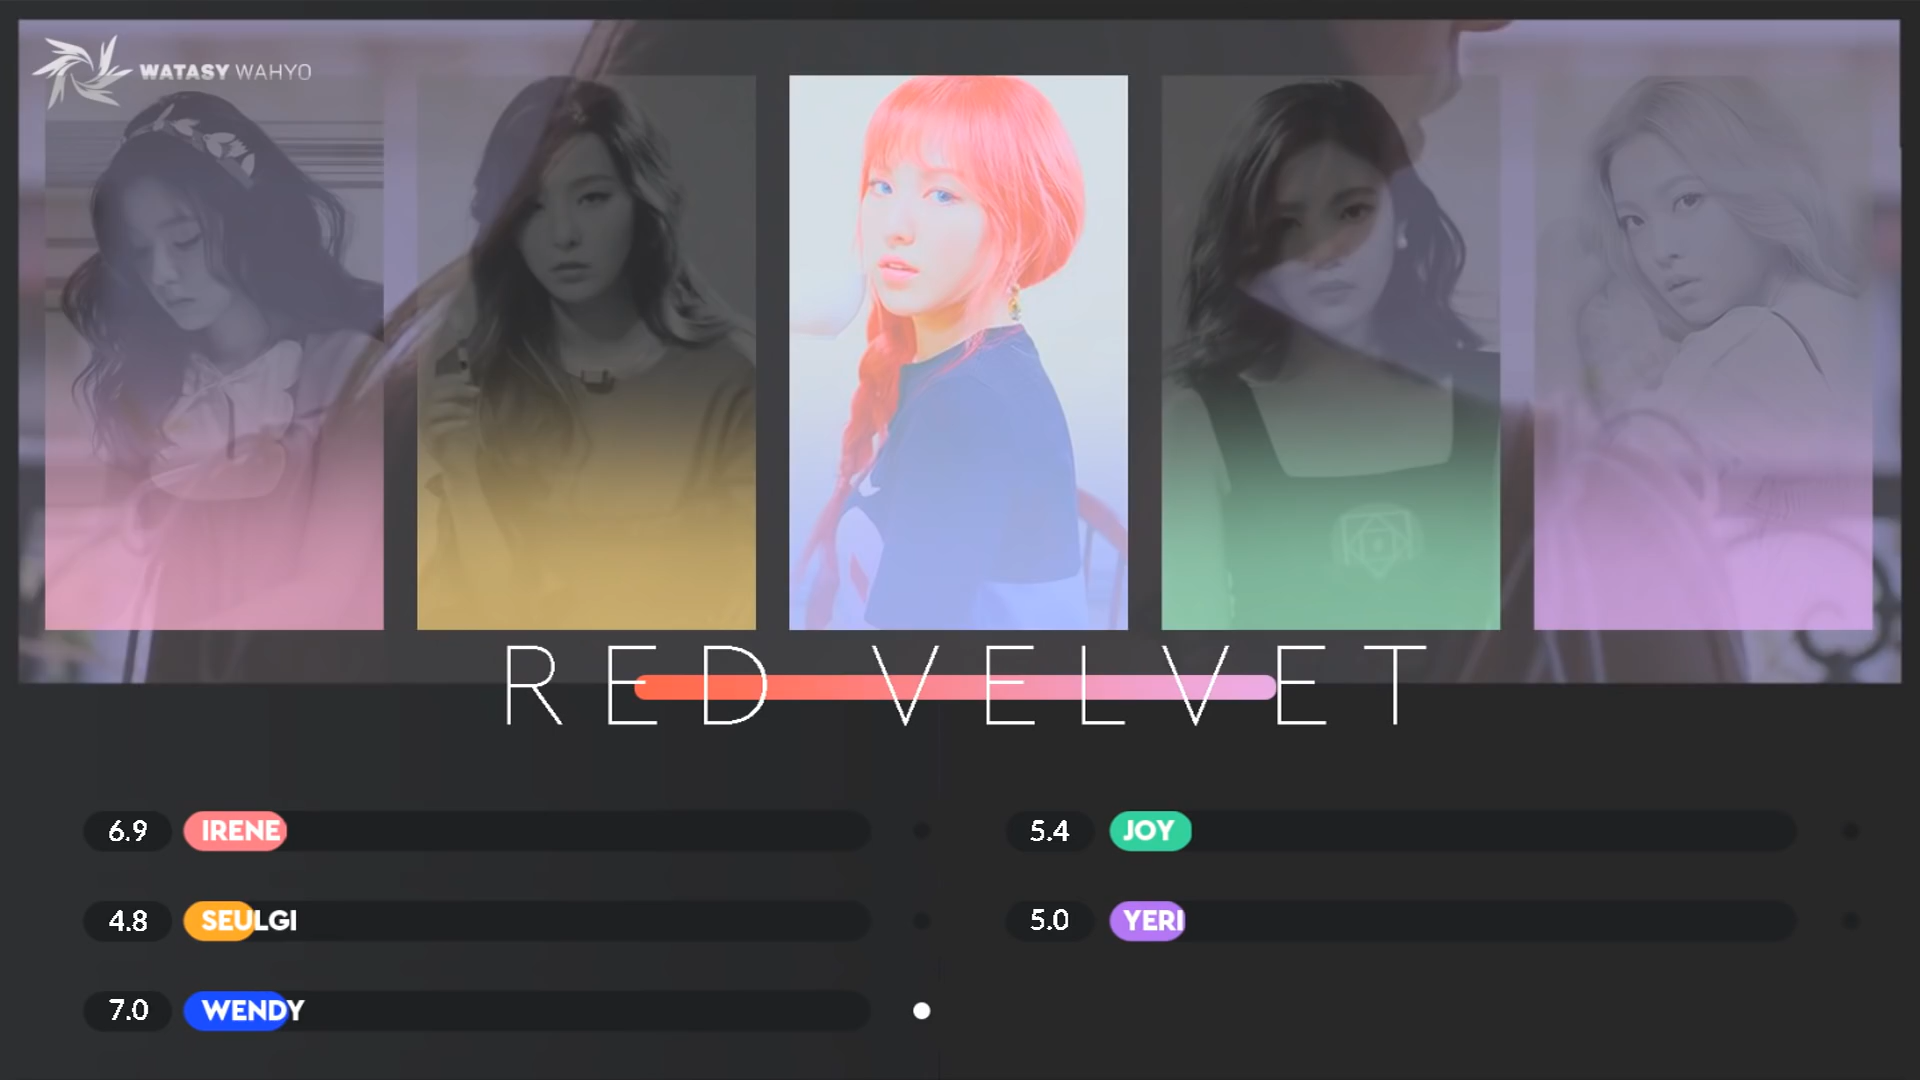 WATASY WAHYO
RED VELVET
6.9 IRENE
4.8 SEULGI
7.0 WENDY
5.4 JOY
5.0 YERI